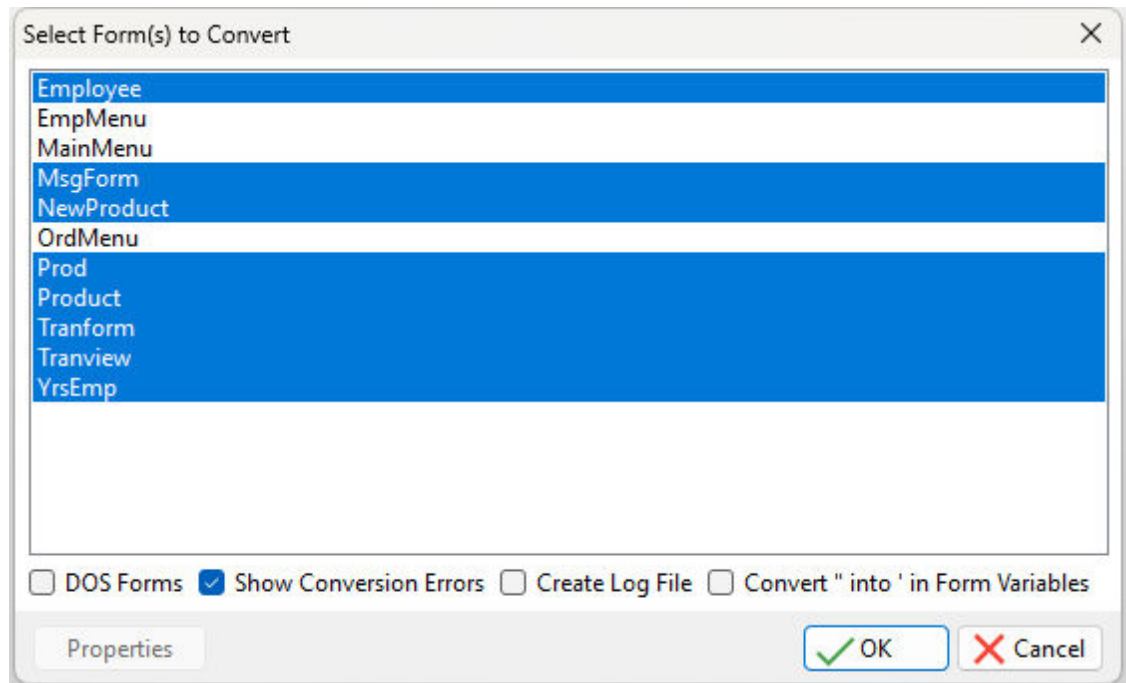 Select Form(s) to Convert
Employee
EmpMenu
MainMenu
MsgForm
NewProduct
OrdMenu
Prod
Product
Tranform
Tranview
YrsEmp
DOS Forms Show Conversion Errors Create Log File Convert " into ' in Form Variables
Properties OK Cancel